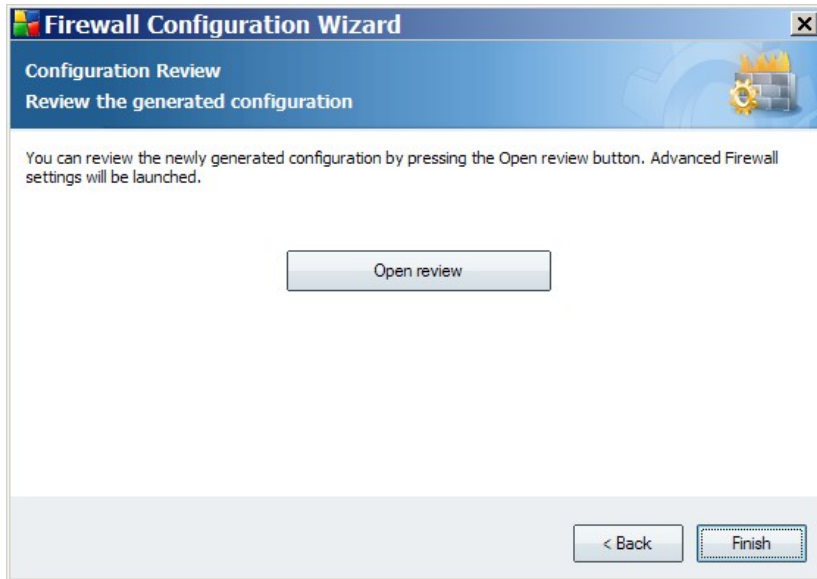 Firewall Configuration Wizard
Configuration Review
Review the generated configuration
You can review the newly generated configuration by pressing the Open review button. Advanced Firewall
settings will be launched.
Open review
< Back
Finish